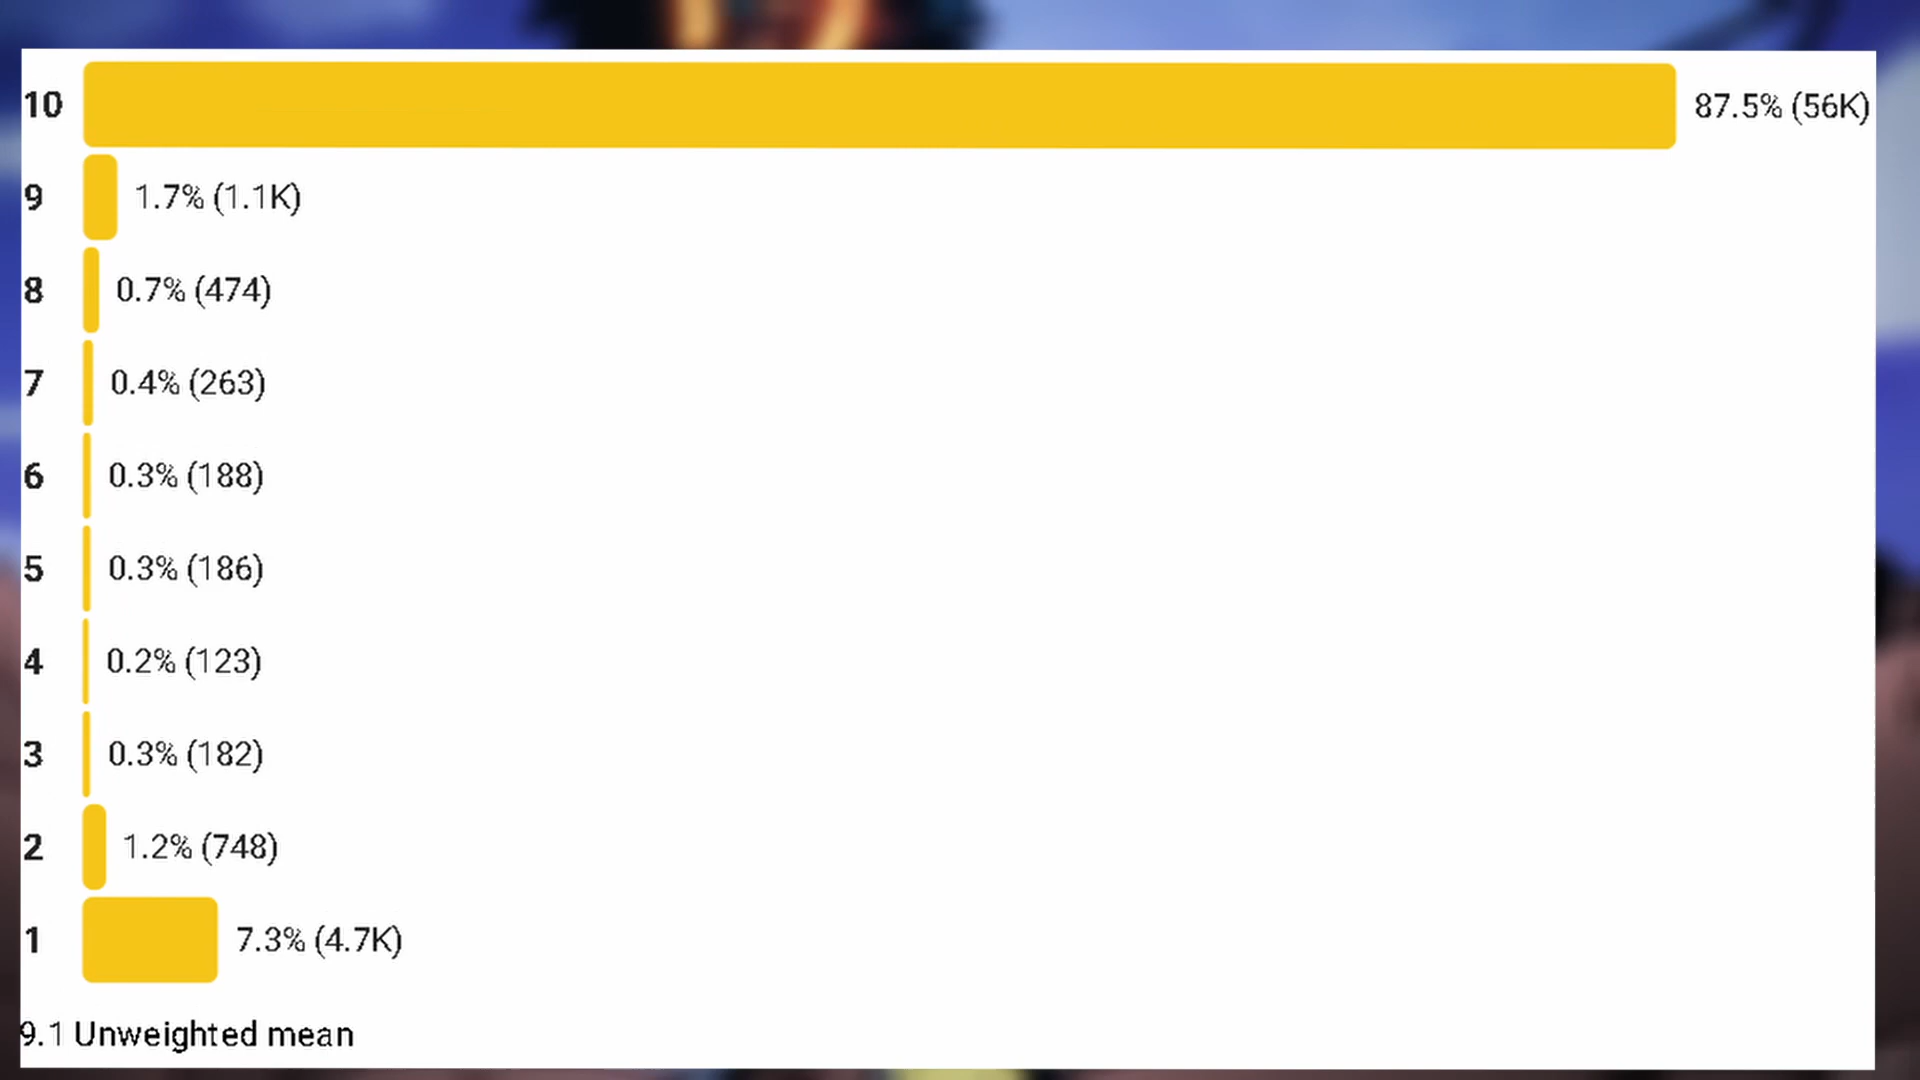 10 87.5% (56K)
9 1.7% (1.1K)
8 0.7% (474)
7 0.4% (263)
6 0.3% (188)
5 0.3% (186)
4 0.2% (123)
3 0.3% (182)
2 1.2% (748)
1 7.3% (4.7K)
9.1 Unweighted mean